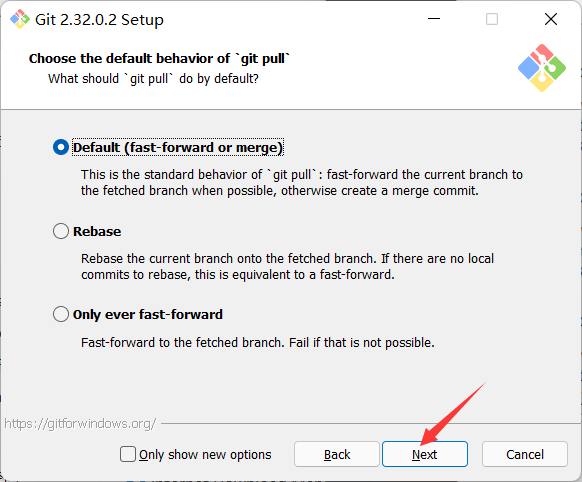 Git 2.32.0.2 Setup
Choose the default behavior of `git pull`
What should `git pull` do by default?
Default (fast-forward or merge)
This is the standard behavior of `git pull`: fast-forward the current branch to
the fetched branch when possible, otherwise create a merge commit.
Rebase
Rebase the current branch onto the fetched branch. If there are no local
commits to rebase, this is equivalent to a fast-forward.
Only ever fast-forward
Fast-forward to the fetched branch. Fail if that is not possible.
https://gitforwindows.org/
Only show new options
Back
Next
Cancel